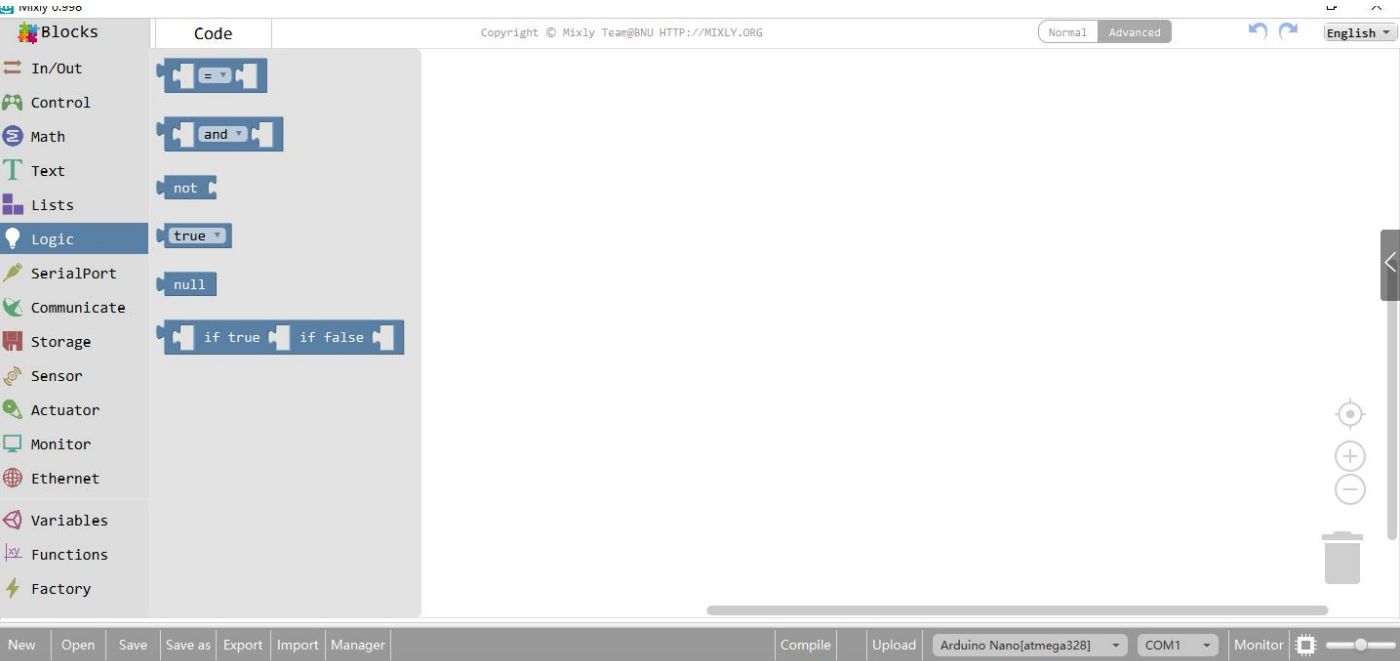 Mixly 0.998
Blocks
Code
Copyright © Mixly Team@BNU HTTP://MIXLY.ORG
Normal
Advanced
English
In/Out
Control
Math
Text
Lists
Logic
SerialPort
Communicate
Storage
Sensor
Actuator
Monitor
Ethernet
Variables
Functions
Factory
=
and
not
true
null
if true if false
New Open Save Save as Export Import Manager Compile Upload Arduino Nano[atmega328] COM1 Monitor